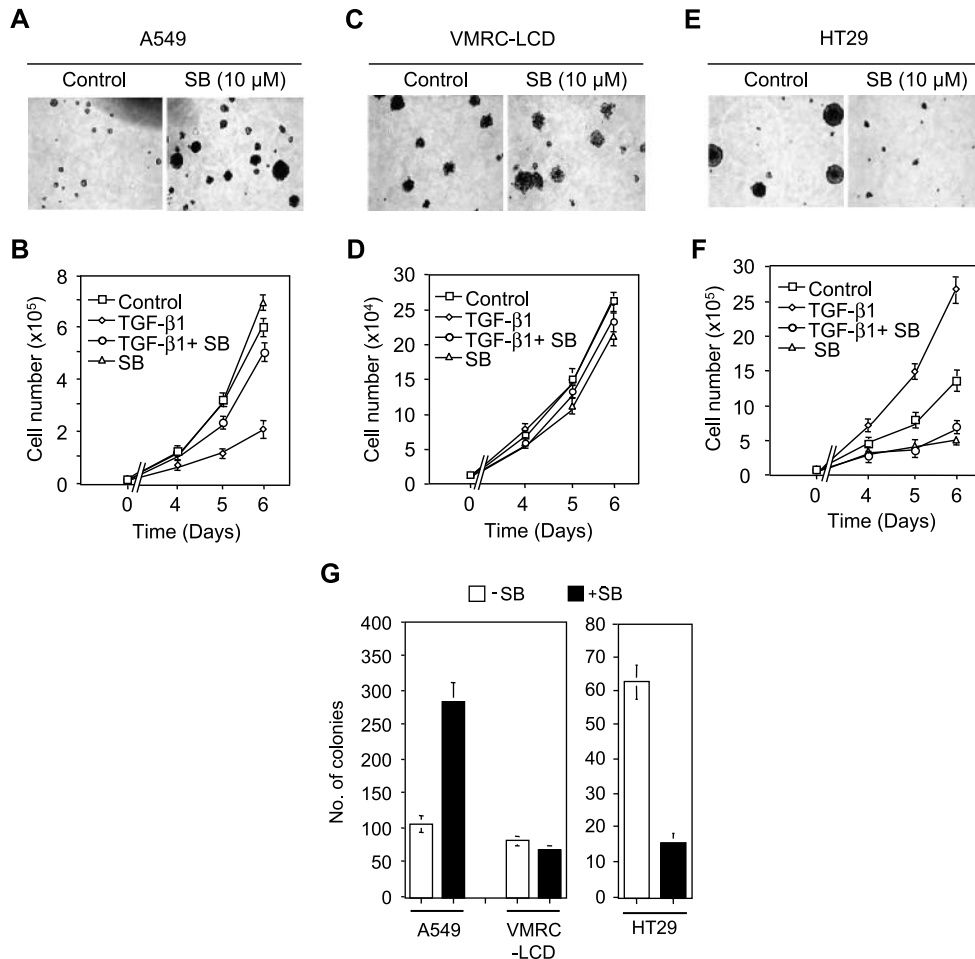 A
A549
Control
SB (10 µM)
C
VMRC-LCD
Control
SB (10 µM)
E
HT29
Control
SB (10 µM)
B
Cell number (x10⁵)
8
6
4
2
0
Control
TGF-β1
TGF-β1+ SB
SB
0 4 5 6
Time (Days)
D
Cell number (x10⁴)
30
25
20
15
10
5
0
Control
TGF-β1
TGF-β1+ SB
SB
0 4 5 6
Time (Days)
F
Cell number (x10⁵)
30
25
20
15
10
5
0
Control
TGF-β1
TGF-β1+ SB
SB
0 4 5 6
Time (Days)
G
-SB
+SB
No. of colonies
400
350
300
250
200
150
100
50
0
A549
VMRC
-LCD
80
70
60
50
40
30
20
10
0
HT29